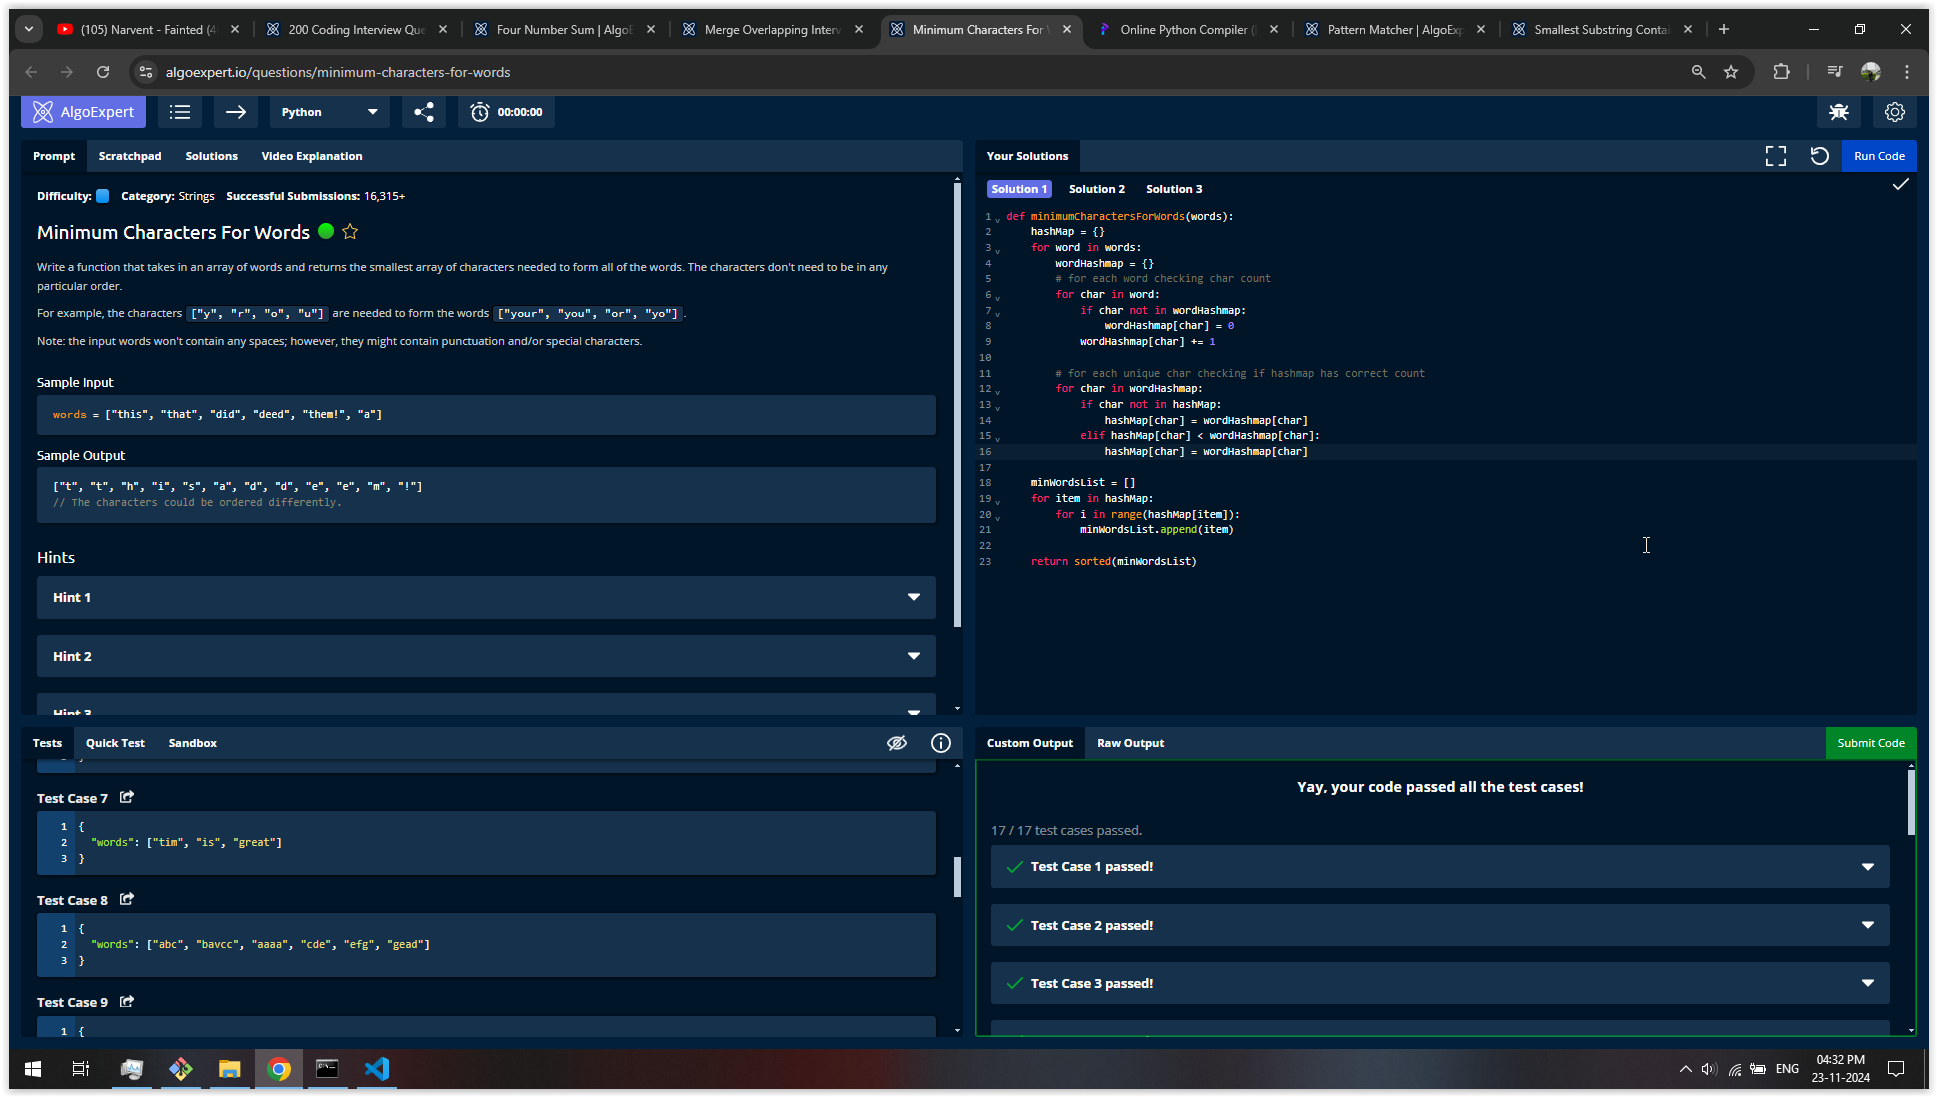 (105) Narvent - Fainted (4
200 Coding Interview Que
Four Number Sum | AlgoE
Merge Overlapping Interv
Minimum Characters For
Online Python Compiler (
Pattern Matcher | AlgoExp
Smallest Substring Contai
algoexpert.io/questions/minimum-characters-for-words
AlgoExpert
Python
00:00:00
Prompt
Scratchpad
Solutions
Video Explanation
Difficulty:
Category: Strings
Successful Submissions: 16,315+
Minimum Characters For Words
Write a function that takes in an array of words and returns the smallest array of characters needed to form all of the words. The characters don't need to be in any
particular order.
For example, the characters ["y", "r", "o", "u"] are needed to form the words ["your", "you", "or", "yo"].
Note: the input words won't contain any spaces; however, they might contain punctuation and/or special characters.
Sample Input
words = ["this", "that", "did", "deed", "them!", "a"]
Sample Output
["t", "t", "h", "i", "s", "a", "d", "d", "e", "e", "m", "!"]
// The characters could be ordered differently.
Hints
Hint 1
Hint 2
Hint 3
Your Solutions
Run Code
Solution 1
Solution 2
Solution 3
1 def minimumCharactersForWords(words):
2 hashMap = {}
3 for word in words:
4 wordHashmap = {}
5 # for each word checking char count
6 for char in word:
7 if char not in wordHashmap:
8 wordHashmap[char] = 0
9 wordHashmap[char] += 1
10
11 # for each unique char checking if hashmap has correct count
12 for char in wordHashmap:
13 if char not in hashMap:
14 hashMap[char] = wordHashmap[char]
15 elif hashMap[char] < wordHashmap[char]:
16 hashMap[char] = wordHashmap[char]
17
18 minWordsList = []
19 for item in hashMap:
20 for i in range(hashMap[item]):
21 minWordsList.append(item)
22
23 return sorted(minWordsList)
Tests
Quick Test
Sandbox
Test Case 7
1 {
2 "words": ["tim", "is", "great"]
3 }
Test Case 8
1 {
2 "words": ["abc", "bavcc", "aaaa", "cde", "efg", "gead"]
3 }
Test Case 9
1 {
Custom Output
Raw Output
Submit Code
Yay, your code passed all the test cases!
17 / 17 test cases passed.
Test Case 1 passed!
Test Case 2 passed!
Test Case 3 passed!
ENG
04:32 PM
23-11-2024